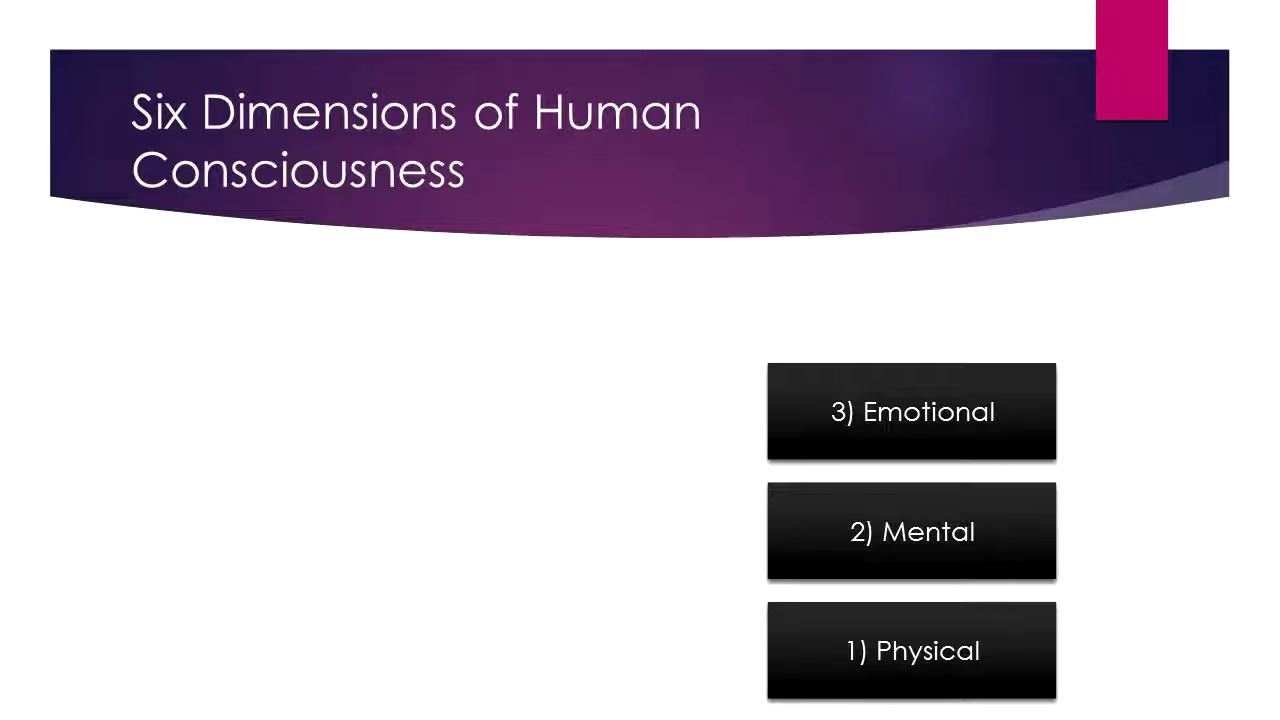 Six Dimensions of Human
Consciousness
3) Emotional
2) Mental
1) Physical